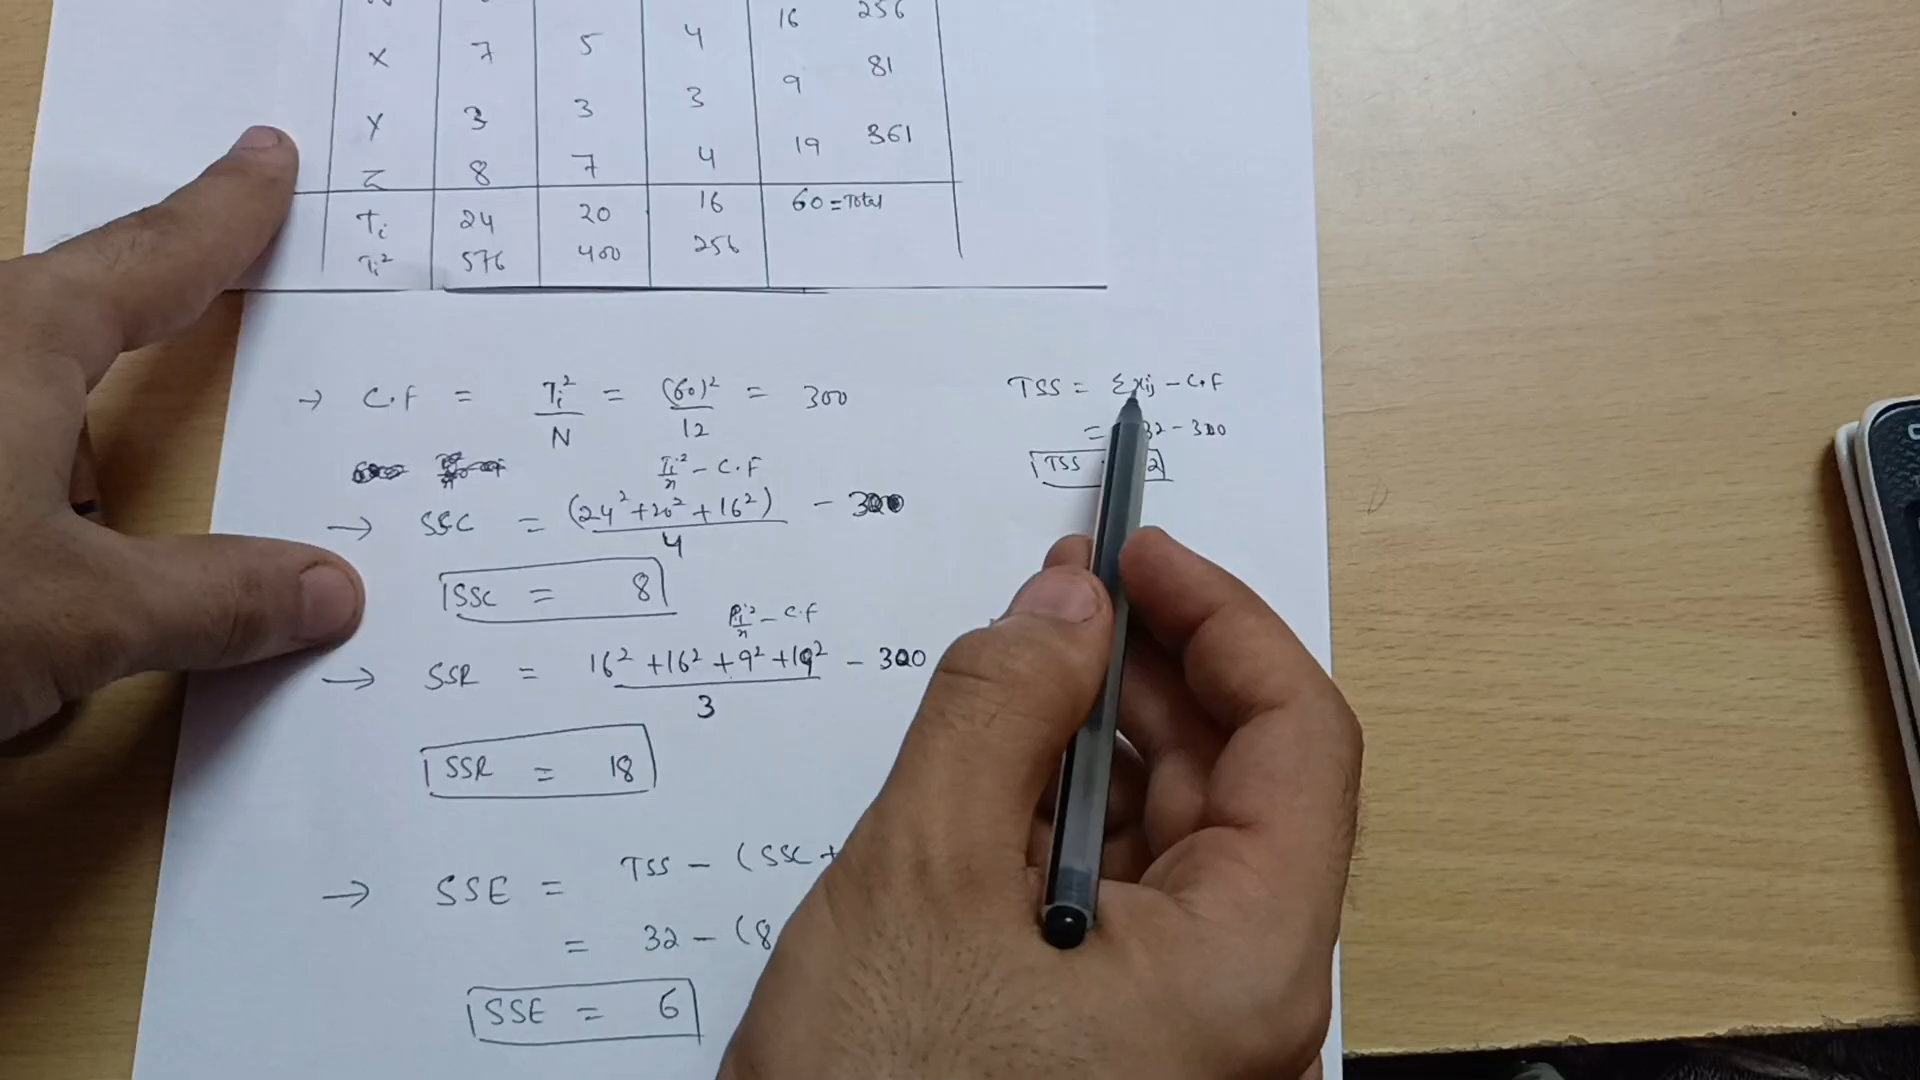 16 256
X 7 5 4 9 81
Y 3 3 3 19 361
Z 8 7 4
Ti 24 20 16 60 = Total
Ti² 576 400 256
→ C.F = Ti²/N = (60)²/12 = 300
TSS = Σxij - C.F
= 32 - 300
TSS 2
Ti²/n - C.F
→ SSC = (24² + 20² + 16²)/4 - 300
SSC = 8
Ri²/n - C.F
→ SSR = 16² + 16² + 9² + 19²/3 - 300
SSR = 18
→ SSE = TSS - (SSC +
= 32 - (8
SSE = 6